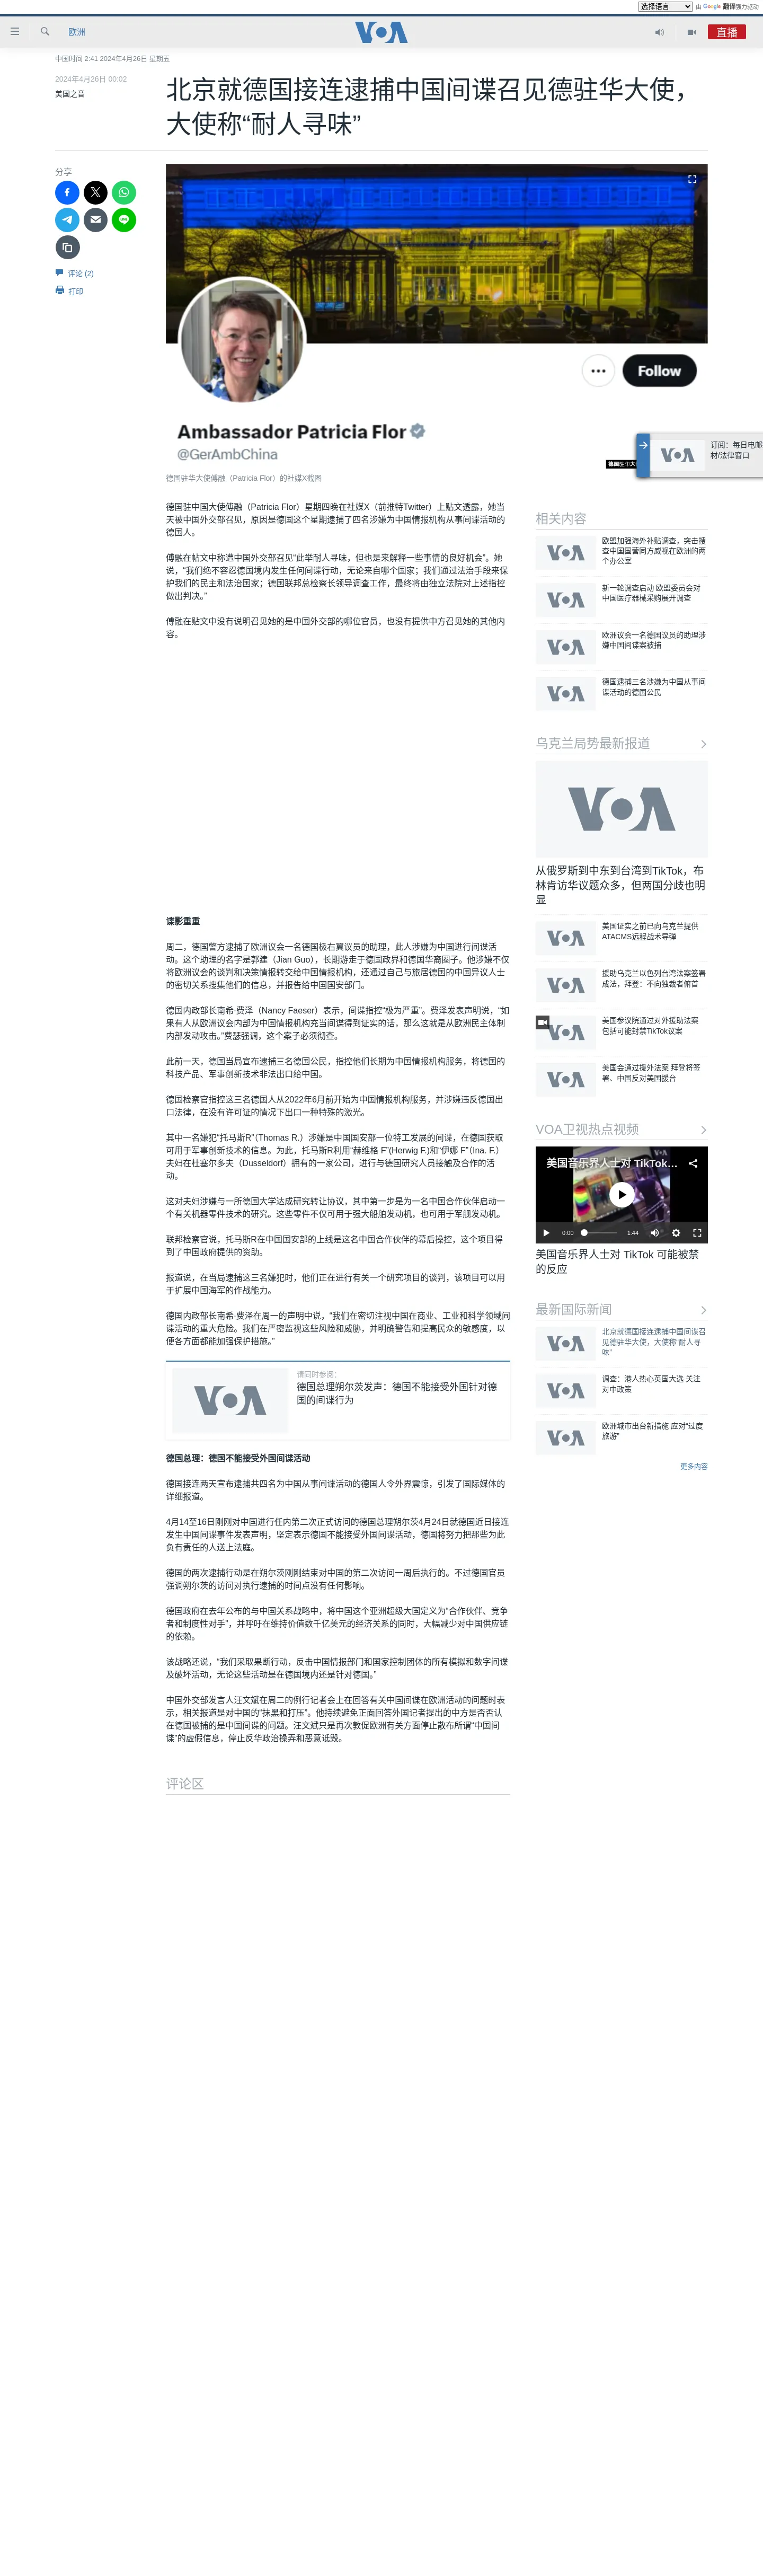 选择语言
由 Google 翻译强力驱动
欧洲
VOA
直播
中国时间 2:41 2024年4月26日 星期五
2024年4月26日 00:02
美国之音
北京就德国接连逮捕中国间谍召见德驻华大使，
大使称“耐人寻味”
分享
评论 (2)
打印
Follow
Ambassador Patricia Flor
@GerAmbChina
德国驻华大使傅融（Patricia Flor）的社媒X截图
订阅：每日电邮
材/法律窗口
德国驻中国大使傅融（Patricia Flor）星期四晚在社媒X（前推特Twitter）上贴文透露，她当
天被中国外交部召见，原因是德国这个星期逮捕了四名涉嫌为中国情报机构从事间谍活动的
德国人。
傅融在帖文中称遭中国外交部召见“此举耐人寻味，但也是来解释一些事情的良好机会”。她
说，“我们绝不容忍德国境内发生任何间谍行动，无论来自哪个国家；我们通过法治手段来保
护我们的民主和法治国家；德国联邦总检察长领导调查工作，最终将由独立法院对上述指控
做出判决。”
傅融在贴文中没有说明召见她的是中国外交部的哪位官员，也没有提供中方召见她的其他内
容。
谍影重重
周二，德国警方逮捕了欧洲议会一名德国极右翼议员的助理，此人涉嫌为中国进行间谍活
动。这个助理的名字是郭建（Jian Guo），长期游走于德国政界和德国华裔圈子。他涉嫌不仅
将欧洲议会的谈判和决策情报转交给中国情报机构，还通过自己与旅居德国的中国异议人士
的密切关系搜集他们的信息，并报告给中国国安部门。
德国内政部长南希·费泽（Nancy Faeser）表示，间谍指控“极为严重”。费泽发表声明说，“如
果有人从欧洲议会内部为中国情报机构充当间谍得到证实的话，那么这就是从欧洲民主体制
内部发动攻击。”费瑟强调，这个案子必须彻查。
此前一天，德国当局宣布逮捕三名德国公民，指控他们长期为中国情报机构服务，将德国的
科技产品、军事创新技术非法出口给中国。
德国检察官指控这三名德国人从2022年6月前开始为中国情报机构服务，并涉嫌违反德国出
口法律，在没有许可证的情况下出口一种特殊的激光。
其中一名嫌犯“托马斯R”（Thomas R.）涉嫌是中国国安部一位特工发展的间谍，在德国获取
可用于军事创新技术的信息。为此，托马斯R利用“赫维格 F”(Herwig F.)和“伊娜 F”（Ina. F.）
夫妇在杜塞尔多夫（Dusseldorf）拥有的一家公司，进行与德国研究人员接触及合作的活
动。
这对夫妇涉嫌与一所德国大学达成研究转让协议，其中第一步是为一名中国合作伙伴启动一
个有关机器零件技术的研究。这些零件不仅可用于强大船舶发动机，也可用于军舰发动机。
联邦检察官说，托马斯R在中国国安部的上线是这名中国合作伙伴的幕后操控，这个项目得
到了中国政府提供的资助。
报道说，在当局逮捕这三名嫌犯时，他们正在进行有关一个研究项目的谈判，该项目可以用
于扩展中国海军的作战能力。
德国内政部长南希·费泽在周一的声明中说，“我们在密切注视中国在商业、工业和科学领域间
谍活动的重大危险。我们在严密监视这些风险和威胁，并明确警告和提高民众的敏感度，以
便各方面都能加强保护措施。”
请同时参阅：
德国总理朔尔茨发声：德国不能接受外国针对德
国的间谍行为
德国总理：德国不能接受外国间谍活动
德国接连两天宣布逮捕共四名为中国从事间谍活动的德国人令外界震惊，引发了国际媒体的
详细报道。
4月14至16日刚刚对中国进行任内第二次正式访问的德国总理朔尔茨4月24日就德国近日接连
发生中国间谍事件发表声明，坚定表示德国不能接受外国间谍活动，德国将努力把那些为此
负有责任的人送上法庭。
德国的两次逮捕行动是在朔尔茨刚刚结束对中国的第二次访问一周后执行的。不过德国官员
强调朔尔茨的访问对执行逮捕的时间点没有任何影响。
德国政府在去年公布的与中国关系战略中，将中国这个亚洲超级大国定义为“合作伙伴、竞争
者和制度性对手”，并呼吁在维持价值数千亿美元的经济关系的同时，大幅减少对中国供应链
的依赖。
该战略还说，“我们采取果断行动，反击中国情报部门和国家控制团体的所有模拟和数字间谍
及破坏活动，无论这些活动是在德国境内还是针对德国。”
中国外交部发言人汪文斌在周二的例行记者会上在回答有关中国间谍在欧洲活动的问题时表
示，相关报道是对中国的“抹黑和打压”。他持续避免正面回答外国记者提出的中方是否否认
在德国被捕的是中国间谍的问题。汪文斌只是再次敦促欧洲有关方面停止散布所谓“中国间
谍”的虚假信息，停止反华政治操弄和恶意诋毁。
评论区
相关内容
欧盟加强海外补贴调查，突击搜
查中国国营同方威视在欧洲的两
个办公室
新一轮调查启动 欧盟委员会对
中国医疗器械采购展开调查
欧洲议会一名德国议员的助理涉
嫌中国间谍案被捕
德国逮捕三名涉嫌为中国从事间
谍活动的德国公民
乌克兰局势最新报道
从俄罗斯到中东到台湾到TikTok，布
林肯访华议题众多，但两国分歧也明
显
美国证实之前已向乌克兰提供
ATACMS远程战术导弹
援助乌克兰以色列台湾法案签署
成法，拜登：不向独裁者俯首
美国参议院通过对外援助法案
包括可能封禁TikTok议案
美国会通过援外法案 拜登将签
署、中国反对美国援台
VOA卫视热点视频
美国音乐界人士对 TikTok...
0:00
1:44
美国音乐界人士对 TikTok 可能被禁
的反应
最新国际新闻
北京就德国接连逮捕中国间谍召
见德驻华大使，大使称“耐人寻
味”
调查：港人热心英国大选 关注
对中政策
欧洲城市出台新措施 应对“过度
旅游”
更多内容